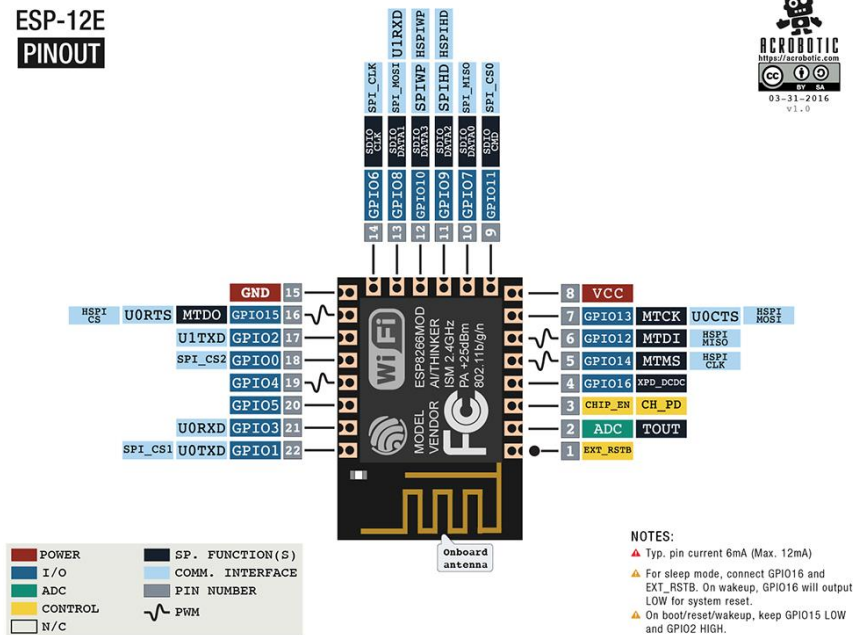 ESP-12E
PINOUT
ACROBOTIC
https://acrobotic.com
cc BY SA
03-31-2016
v1.0
SPI_CLK SDIO CLK GPIO6 14
U1RXD SPI_MOSI SDIO DATA1 GPIO8 13
HSPIWP SPIWP SDIO DATA3 GPIO10 12
HSPIHD SPIHD SDIO DATA2 GPIO9 11
SPI_MISO SDIO DATA0 GPIO7 10
SPI_CS0 SDIO CMD GPIO11 9
GND 15
HSPI CS U0RTS MTDO GPIO15 16
U1TXD GPIO2 17
SPI_CS2 GPIO0 18
GPIO4 19
GPIO5 20
U0RXD GPIO3 21
SPI_CS1 U0TXD GPIO1 22
WiFi
ESP8266MOD
AI/THINKER
ISM 2.4GHz
PA +25dBm
802.11b/g/n
MODEL
VENDOR
FC
8 VCC
7 GPIO13 MTCK U0CTS HSPI MOSI
6 GPIO12 MTDI HSPI MISO
5 GPIO14 MTMS HSPI CLK
4 GPIO16 XPD_DCDC
3 CHIP_EN CH_PD
2 ADC TOUT
1 EXT_RSTB
Onboard
antenna
POWER
I/O
ADC
CONTROL
N/C
SP. FUNCTION(S)
COMM. INTERFACE
PIN NUMBER
PWM
NOTES:
Typ. pin current 6mA (Max. 12mA)
For sleep mode, connect GPIO16 and
EXT_RSTB. On wakeup, GPIO16 will output
LOW for system reset.
On boot/reset/wakeup, keep GPIO15 LOW
and GPIO2 HIGH.